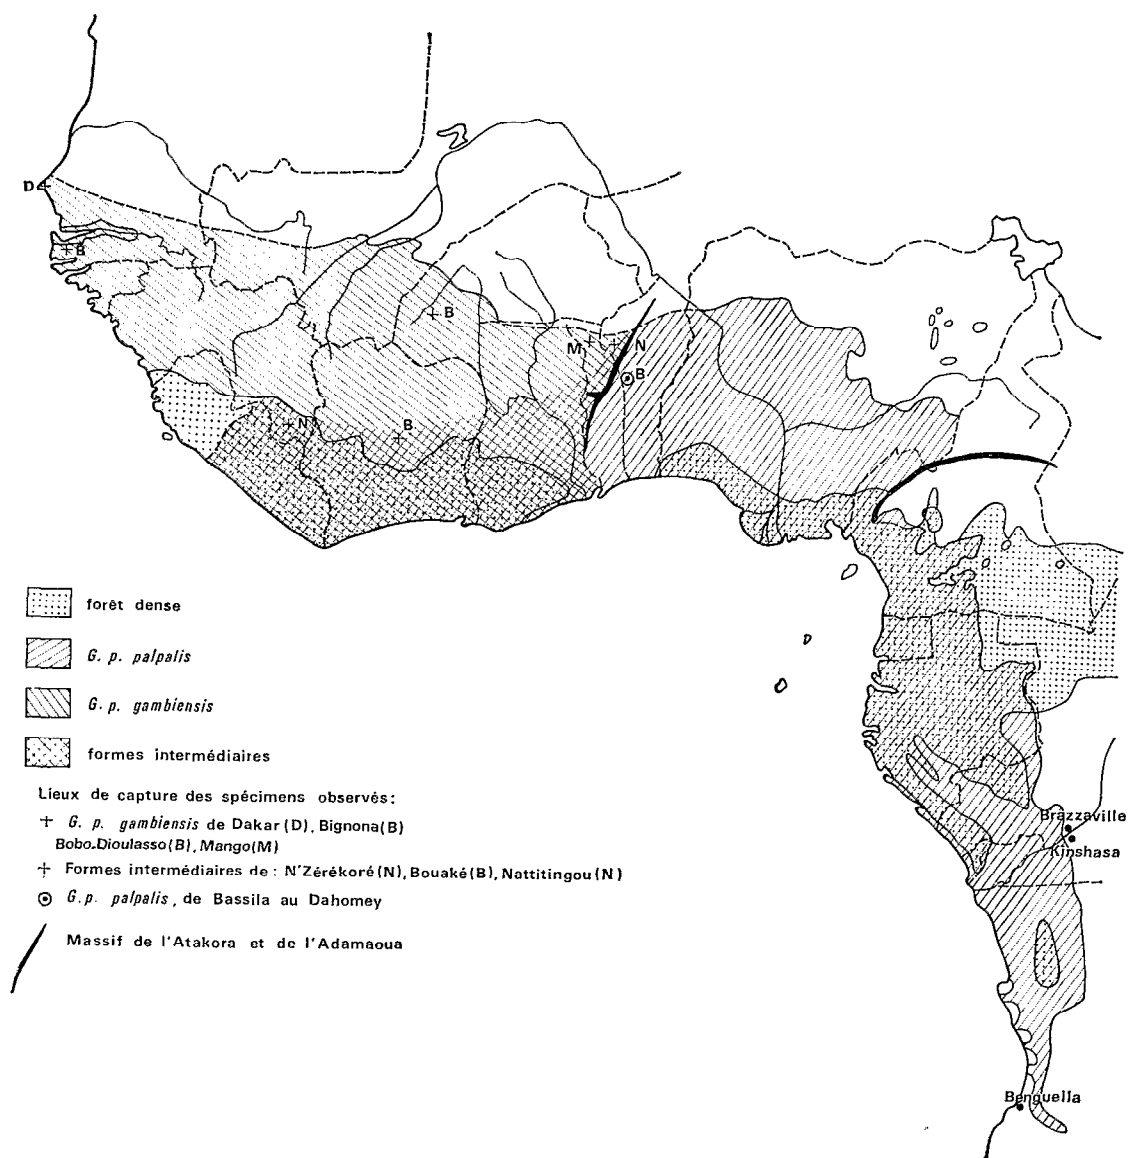 D
B
B
M
N
B
N
B
forêt dense
G. p. palpalis
G. p. gambiensis
formes intermédiaires
Lieux de capture des spécimens observés:
+ G. p. gambiensis de Dakar (D), Bignona (B)
Bobo-Dioulasso (B), Mango (M)
+ Formes intermédiaires de : N'Zérékoré (N), Bouaké (B), Nattitingou (N)
G.p. palpalis, de Bassila au Dahomey
Massif de l'Atakora et de l'Adamaoua
Brazzaville
Kinshasa
Benguella